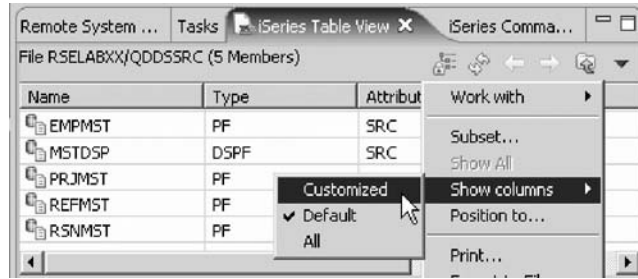 Remote System ... Tasks iSeries Table View iSeries Comma...
File RSELABXX/QDDSSRC (5 Members)
Name Type Attribut
EMPMST PF SRC
MSTDSP DSPF SRC
PRJMST PF
REFMST PF
RSNMST PF
Work with
Subset...
Show All
Show columns
Position to...
Print...
Customized
Default
All